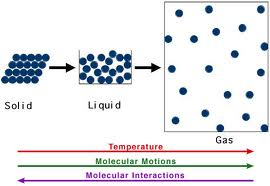 Solid
Liquid
Gas
Temperature
Molecular Motions
Molecular Interactions